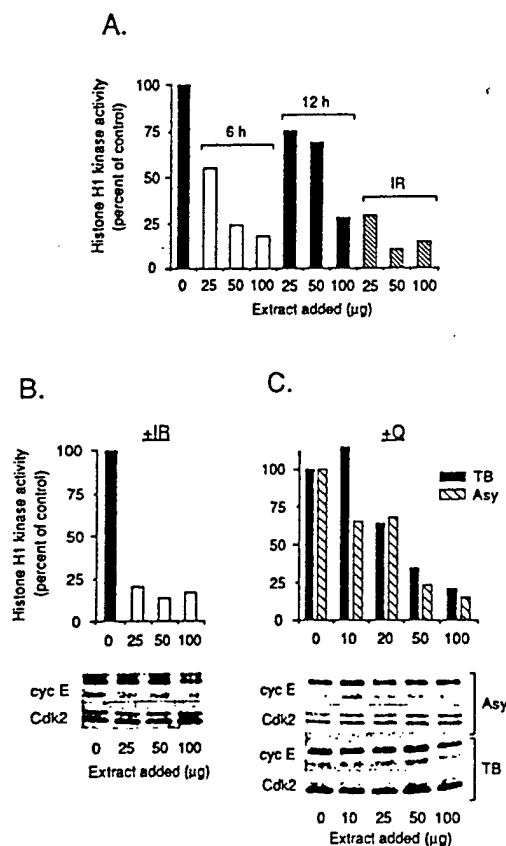 A.
Histone H1 kinase activity
(percent of control)
100
75
50
25
0
6 h
12 h
IR
0 25 50 100 25 50 100 25 50 100
Extract added (µg)
B.
+IR
Histone H1 kinase activity
(percent of control)
100
75
50
25
0
0 25 50 100
cyc E
Cdk2
0 25 50 100
Extract added (µg)
C.
+Q
TB
Asy
100
75
50
25
0
0 10 20 50 100
cyc E
Cdk2
Asy
cyc E
Cdk2
TB
0 10 25 50 100
Extract added (µg)